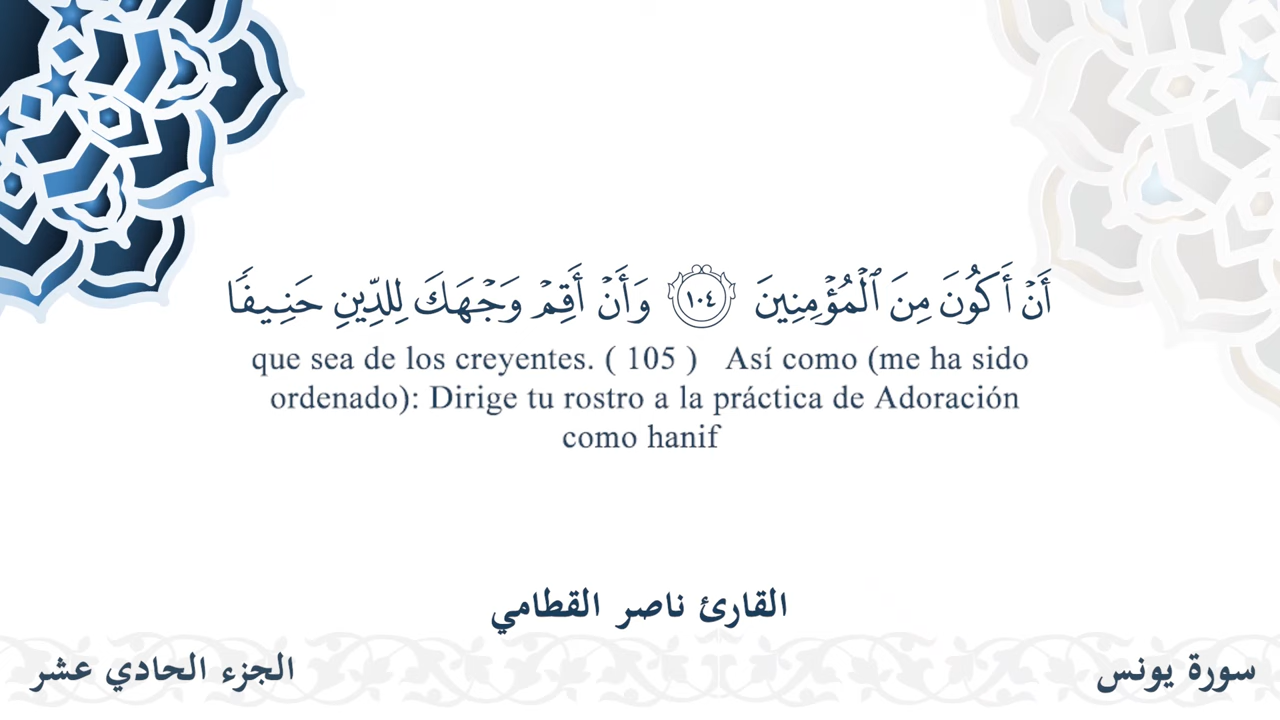 أَنۡ أَكُونَ مِنَ ٱلۡمُؤۡمِنِينَ ١٠٤ وَأَنۡ أَقِمۡ وَجۡهَكَ لِلدِّينِ حَنِيفٗا
que sea de los creyentes. ( 105 ) Así como (me ha sido
ordenado): Dirige tu rostro a la práctica de Adoración
como hanif
القارئ ناصر القطامي
سورة يونس
الجزء الحادي عشر